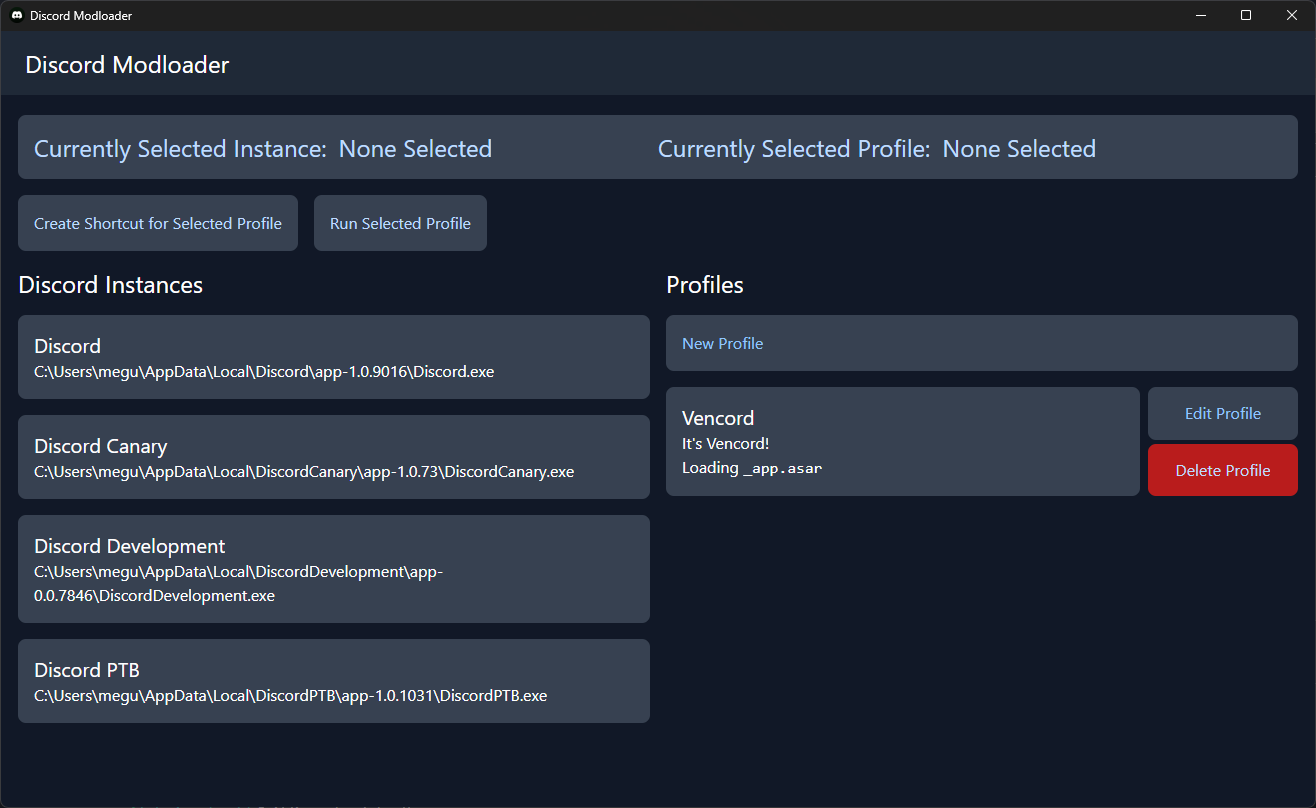 Discord Modloader
Discord Modloader
Currently Selected Instance: None Selected
Currently Selected Profile: None Selected
Create Shortcut for Selected Profile
Run Selected Profile
Discord Instances
Discord
C:\Users\megu\AppData\Local\Discord\app-1.0.9016\Discord.exe
Discord Canary
C:\Users\megu\AppData\Local\DiscordCanary\app-1.0.73\DiscordCanary.exe
Discord Development
C:\Users\megu\AppData\Local\DiscordDevelopment\app-
0.0.7846\DiscordDevelopment.exe
Discord PTB
C:\Users\megu\AppData\Local\DiscordPTB\app-1.0.1031\DiscordPTB.exe
Profiles
New Profile
Vencord
It's Vencord!
Loading _app.asar
Edit Profile
Delete Profile